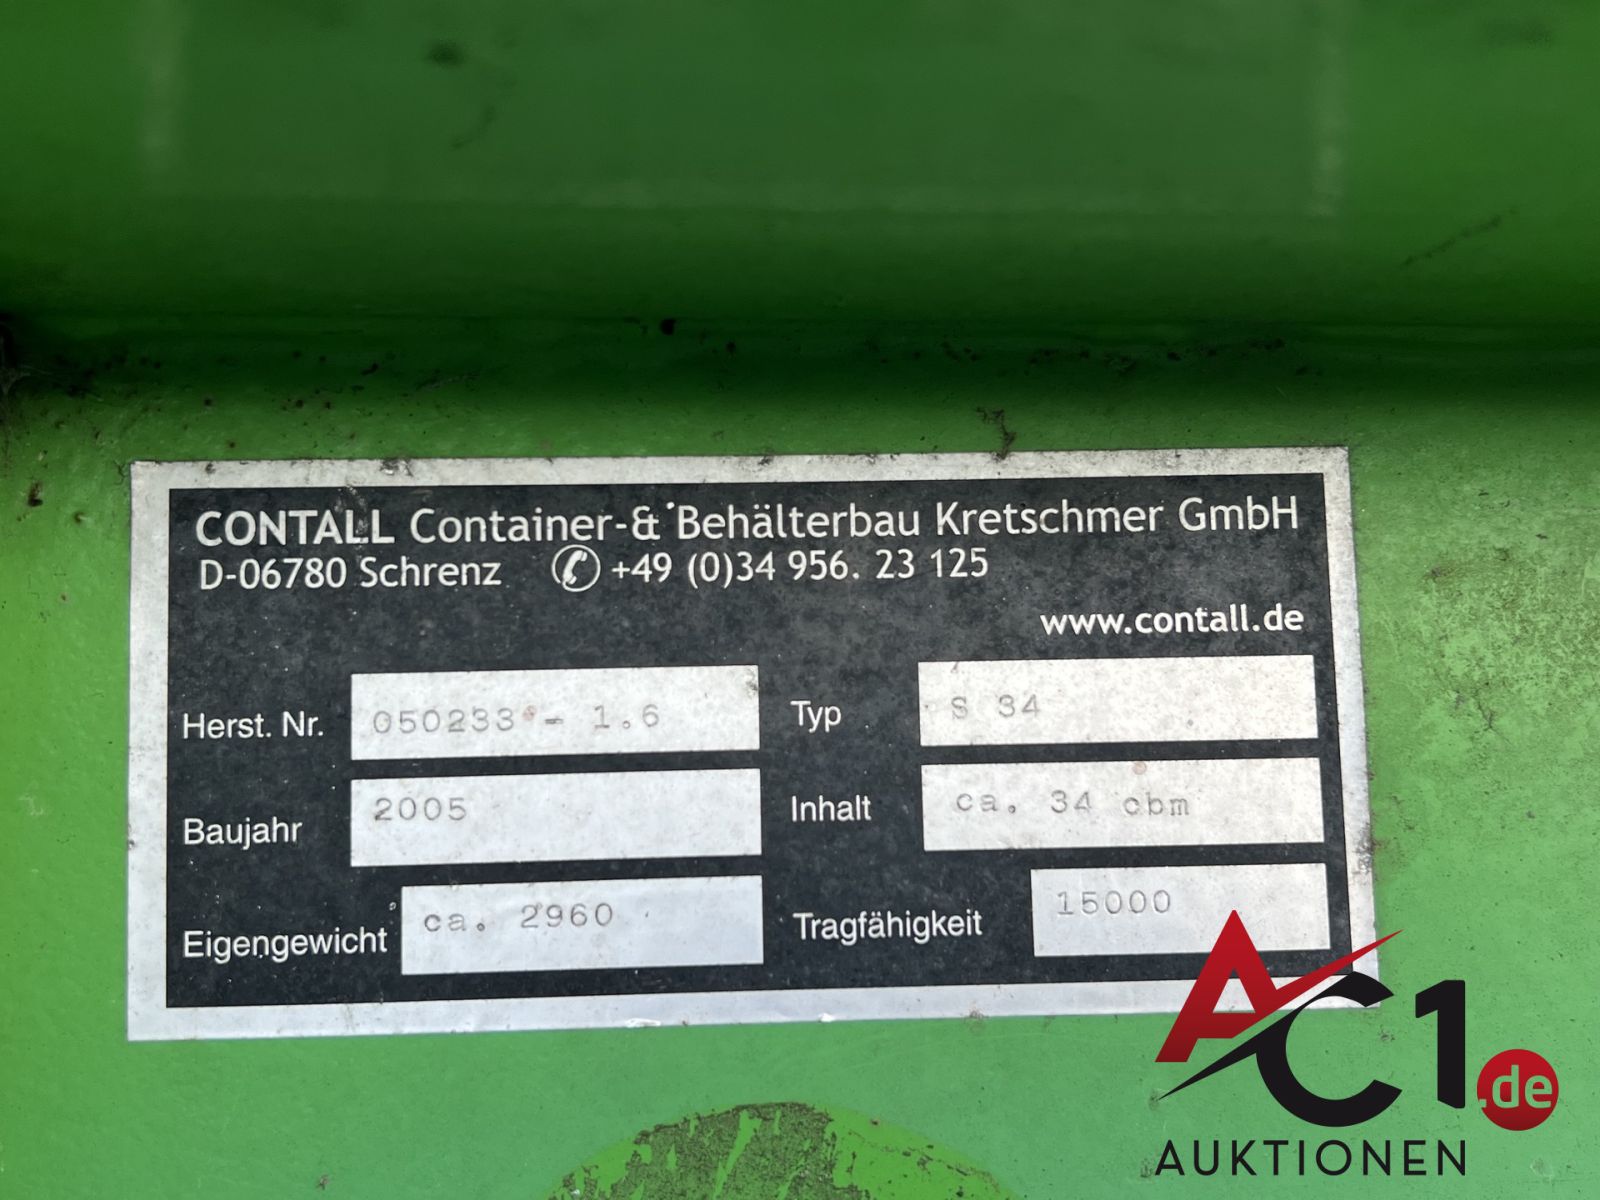 CONTALL Container-& Behälterbau Kretschmer GmbH
D-06780 Schrenz ✆ +49 (0)34 956. 23 125
www.contall.de
Herst. Nr. 050233 - 1.6 Typ S 34
Baujahr 2005 Inhalt ca. 34 cbm
Eigengewicht ca. 2960 Tragfähigkeit 15000
AC1.de
AUKTIONEN